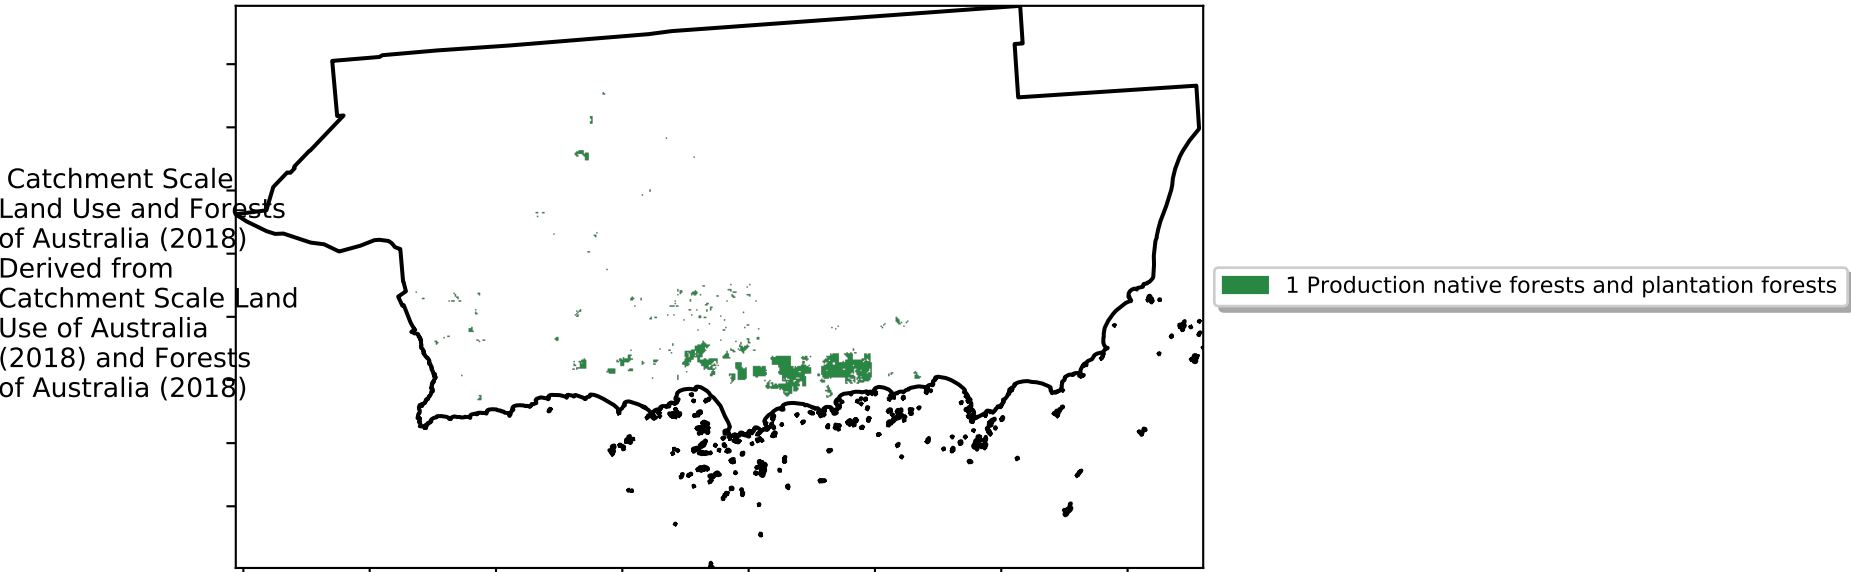 Catchment Scale
Land Use and Forests
of Australia (2018)
Derived from
Catchment Scale Land
Use of Australia
(2018) and Forests
of Australia (2018)
1 Production native forests and plantation forests